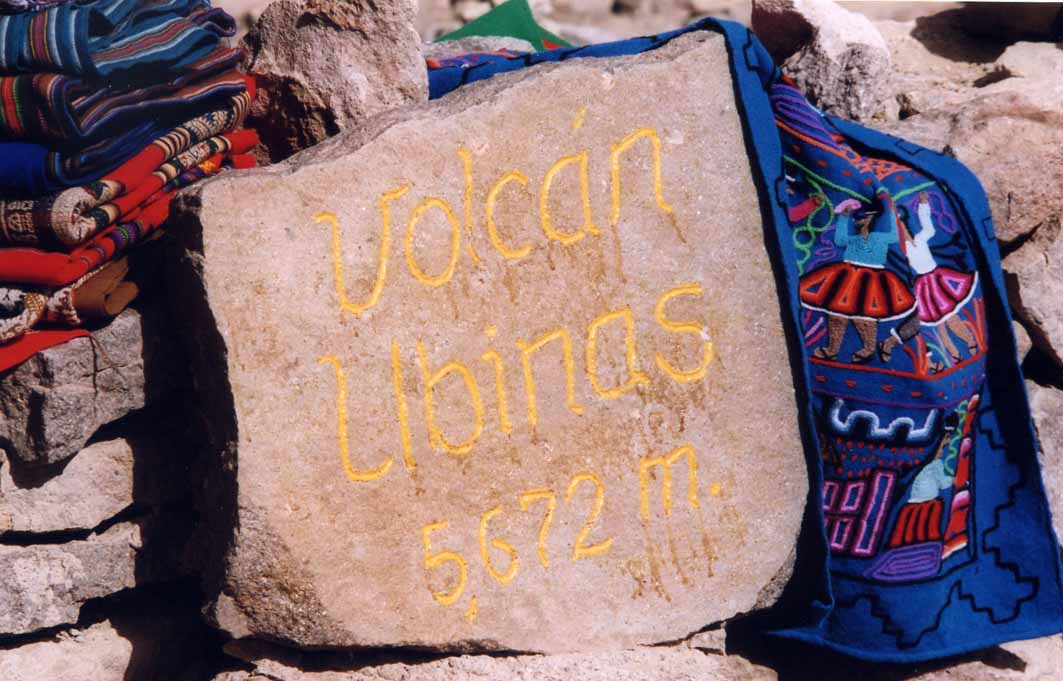 Volcán
Ubinas
5,672 m.